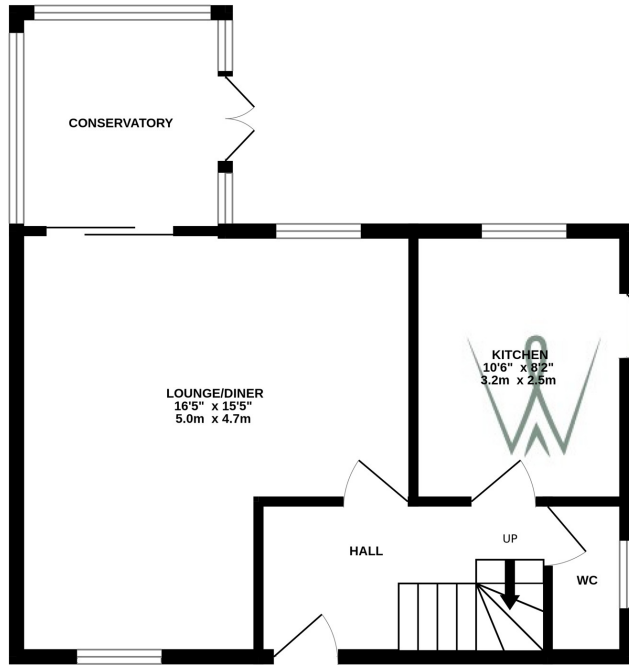 CONSERVATORY
LOUNGE/DINER
16'5" x 15'5"
5.0m x 4.7m
KITCHEN
10'6" x 8'2"
3.2m x 2.5m
HALL
UP
WC